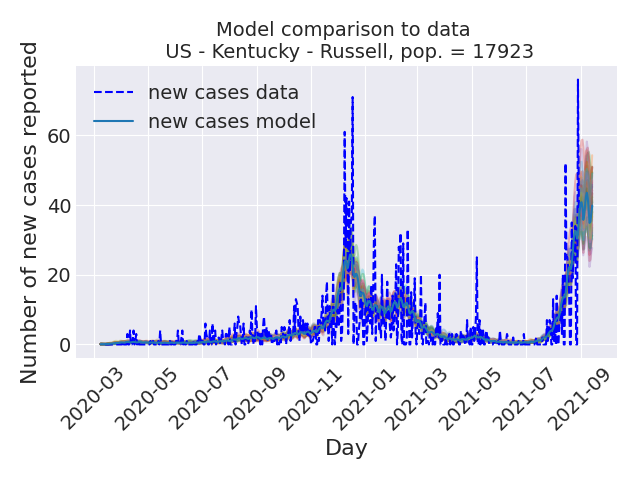 Model comparison to data
US - Kentucky - Russell, pop. = 17923
Number of new cases reported
new cases data
new cases model
60
40
20
0
2020-03
2020-05
2020-07
2020-09
2020-11
2021-01
2021-03
2021-05
2021-07
2021-09
Day